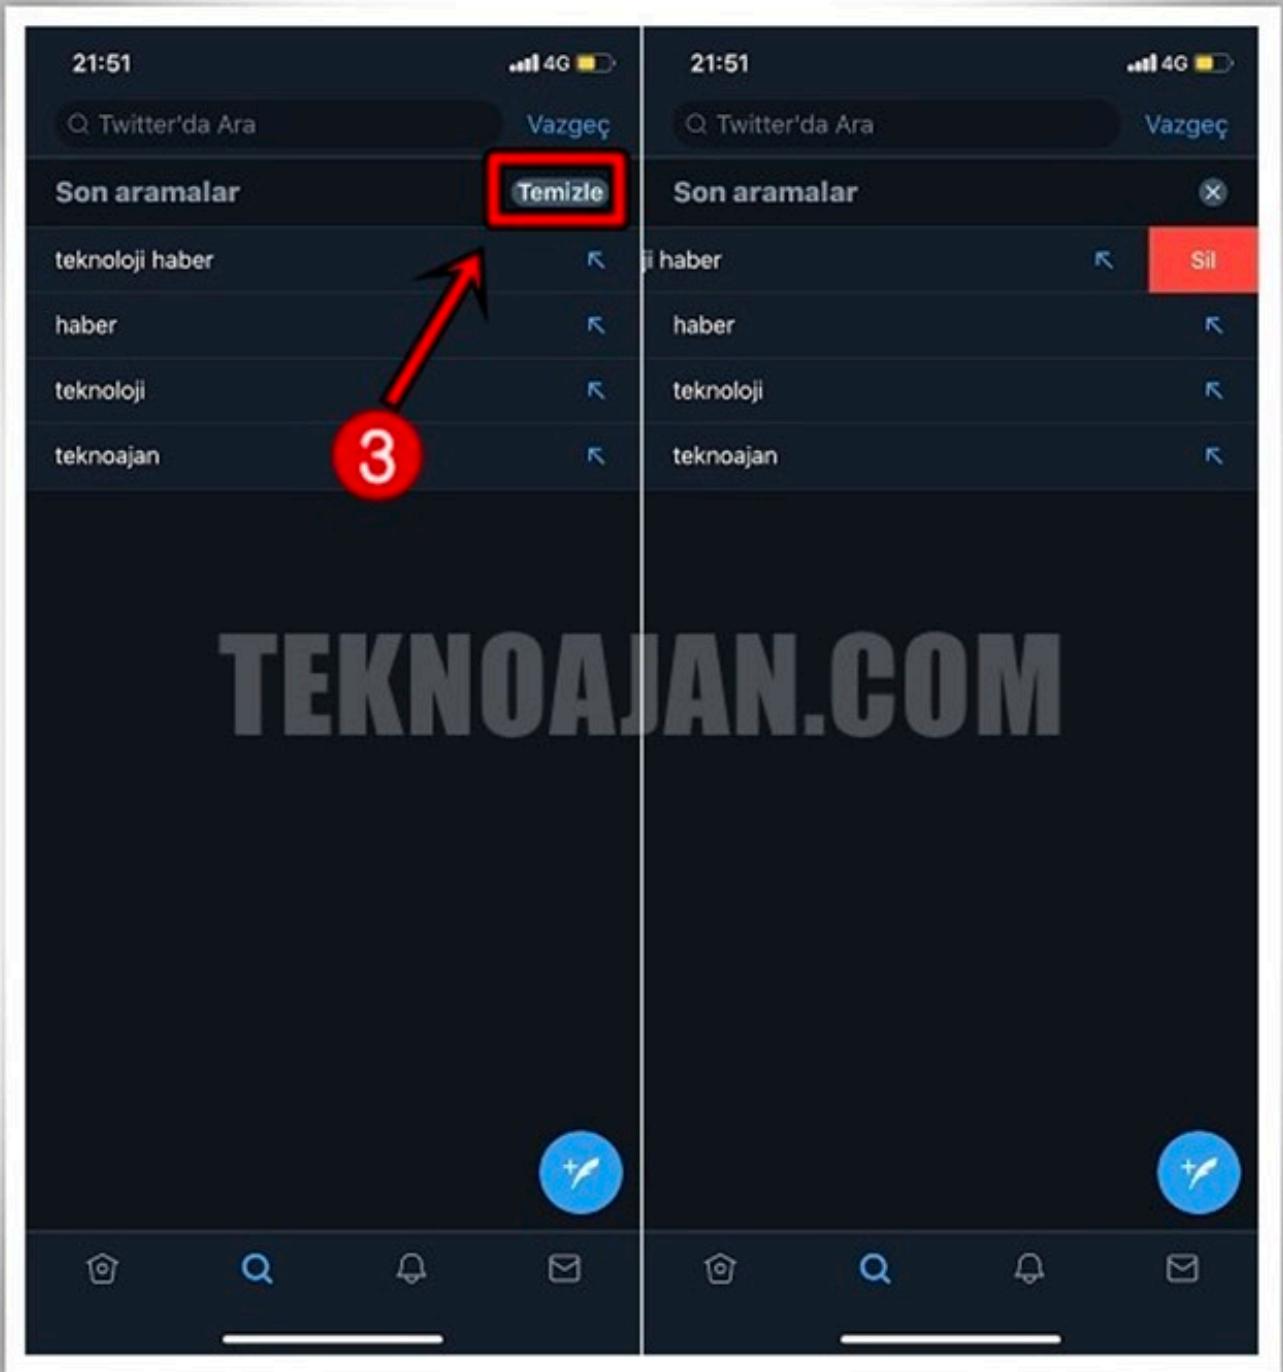 21:51
4G
Twitter'da Ara
Vazgeç
Son aramalar
Temizle
teknoloji haber
haber
teknoloji
teknoajan
3
21:51
4G
Twitter'da Ara
Vazgeç
Son aramalar
ji haber
Sil
haber
teknoloji
teknoajan
TEKNOAJAN.COM